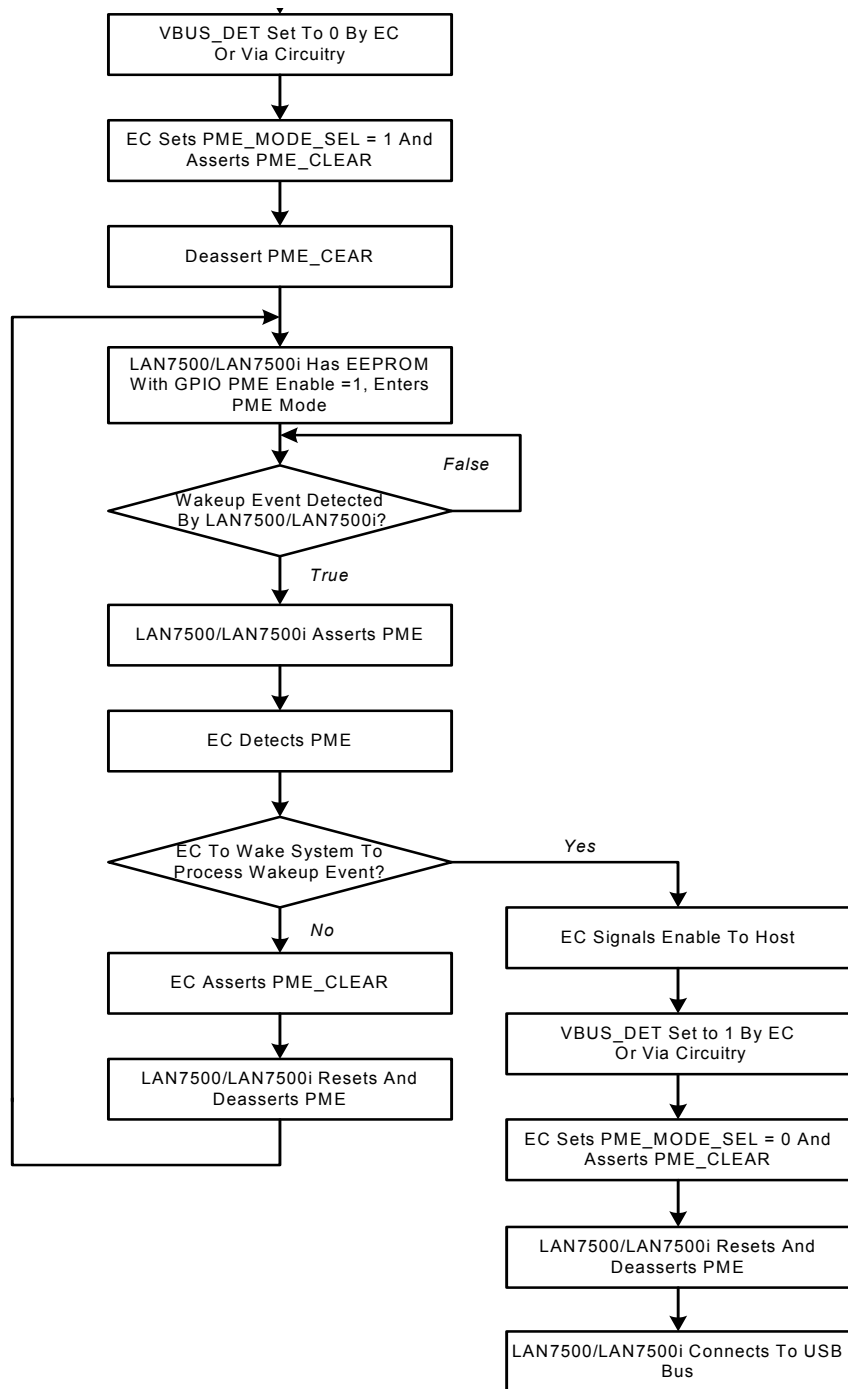 VBUS_DET Set To 0 By EC
Or Via Circuitry
EC Sets PME_MODE_SEL = 1 And
Asserts PME_CLEAR
Deassert PME_CEAR
LAN7500/LAN7500i Has EEPROM
With GPIO PME Enable =1, Enters
PME Mode
False
Wakeup Event Detected
By LAN7500/LAN7500i?
True
LAN7500/LAN7500i Asserts PME
EC Detects PME
EC To Wake System To
Process Wakeup Event?
Yes
No
EC Asserts PME_CLEAR
LAN7500/LAN7500i Resets And
Deasserts PME
EC Signals Enable To Host
VBUS_DET Set to 1 By EC
Or Via Circuitry
EC Sets PME_MODE_SEL = 0 And
Asserts PME_CLEAR
LAN7500/LAN7500i Resets And
Deasserts PME
LAN7500/LAN7500i Connects To USB
Bus